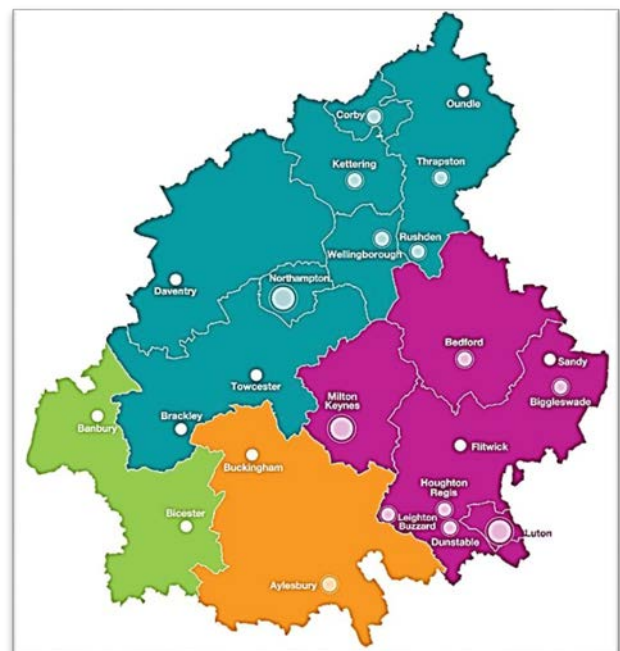 Oundle
Corby
Kettering
Thrapston
Wellingborough
Rushden
Northampton
Daventry
Bedford
Sandy
Towcester
Milton
Keynes
Biggleswade
Banbury
Brackley
Flitwick
Buckingham
Houghton
Regis
Bicester
Leighton
Buzzard
Luton
Dunstable
Aylesbury